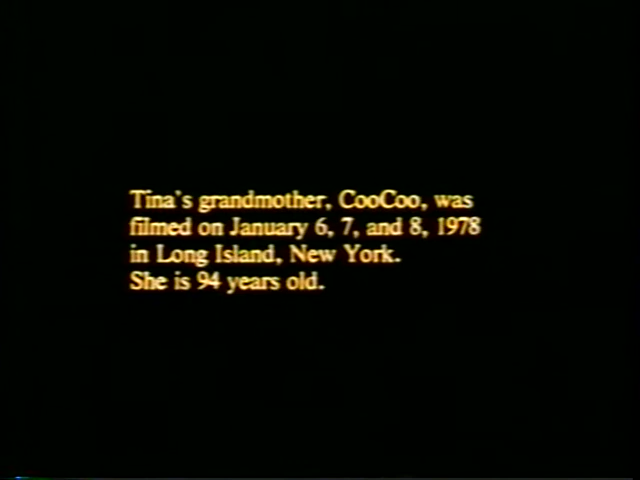 Tina's grandmother, CooCoo, was
filmed on January 6, 7, and 8, 1978
in Long Island, New York.
She is 94 years old.